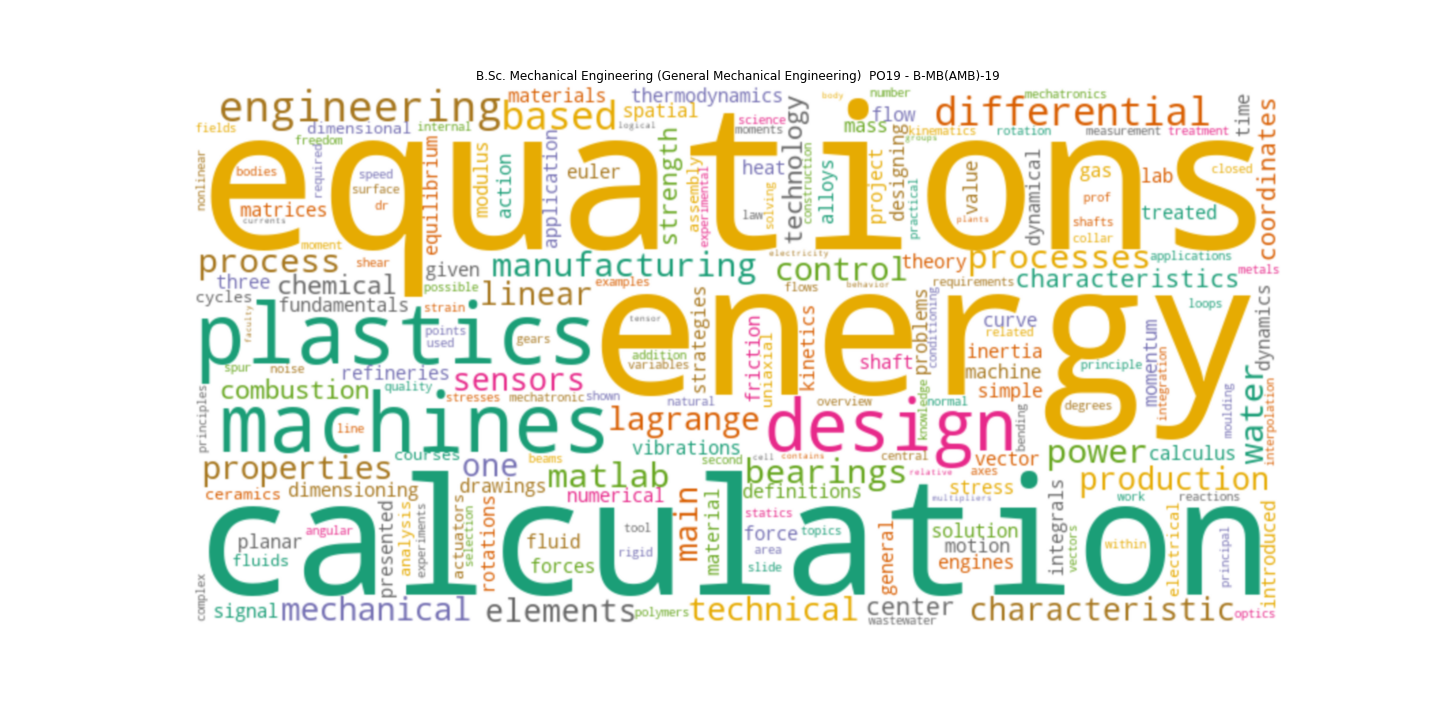 B.Sc. Mechanical Engineering (General Mechanical Engineering)  PO19 - B-MB(AMB)-19
engineering
based
materials
thermodynamics
spatial
body
number
mechatronics
flow
differential
time
fields
dimensional
internal
logical
science
moments
mass
kinematics
rotation
measurement
treatment
freedom
groups
technology
coordinates
equations
nonlinear
bodies
required
speed
surface
dr
matrices
currents
moment
equilibrium
modulus
action
application
euler
strength
assembly
experimental
heat
law
solving
construction
alloys
project
designing
practical
value
plants
dynamical
gas
prof
shafts
collar
lab
treated
closed
process
shear
three
chemical
given
possible
manufacturing
electricity
control
theory
processes
applications
characteristics
metals
cycles
fundamentals
strain
linear
examples
flows
behavior
requirements
loops
dynamics
plastics
faculty
points
used
gears
spur
noise
refineries
tensor
addition
variables
strategies
friction
uniaxial
kinetics
energy
shaft
problems
conditioning
curve
related
inertia
machine
simple
principle
degrees
momentum
integration
moulding
water
interpolation
combustion
quality
sensors
stresses
mechatronic
shown
natural
overview
knowledge
normal
bending
principles
machines
line
courses
lagrange
vibrations
design
central
vector
power
calculus
properties
one
beams
second
cell
contains
bearings
relative
axes
production
ceramics
dimensioning
drawings
matlab
numerical
definitions
multipliers
stress
work
reactions
calculation
angular
planar
fluids
presented
analysis
experiments
actuators
selection
rotations
fluid
forces
tool
rigid
main
material
statics
force
topics
area
slide
general
solution
motion
engines
integrals
vectors
within
electrical
principal
introduced
complex
signal
mechanical
elements
polymers
technical
center
wastewater
characteristic
optics